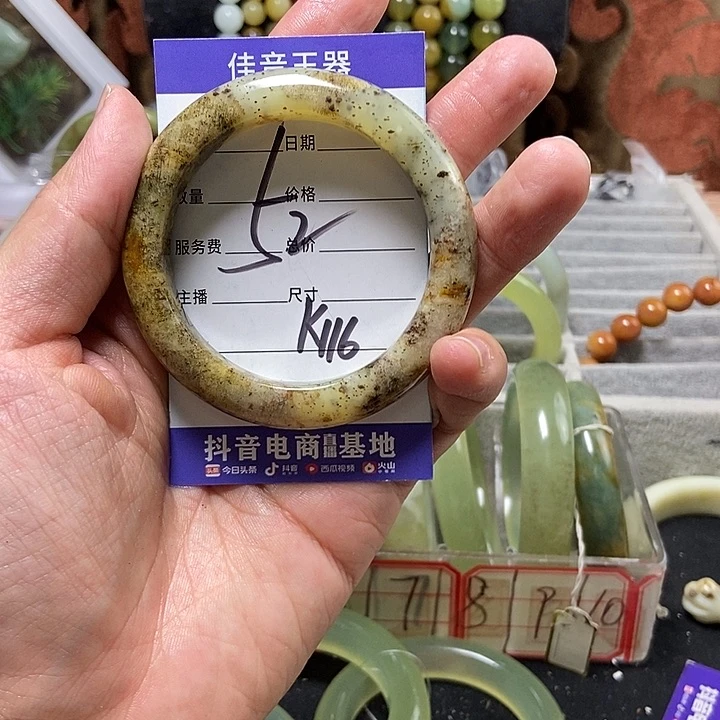 佳音玉器
日期
数量 价格
52
服务费 总价
主播 尺寸
K116
抖音电商直播基地
今日头条 抖音 西瓜视频 火山
7 8 9 10